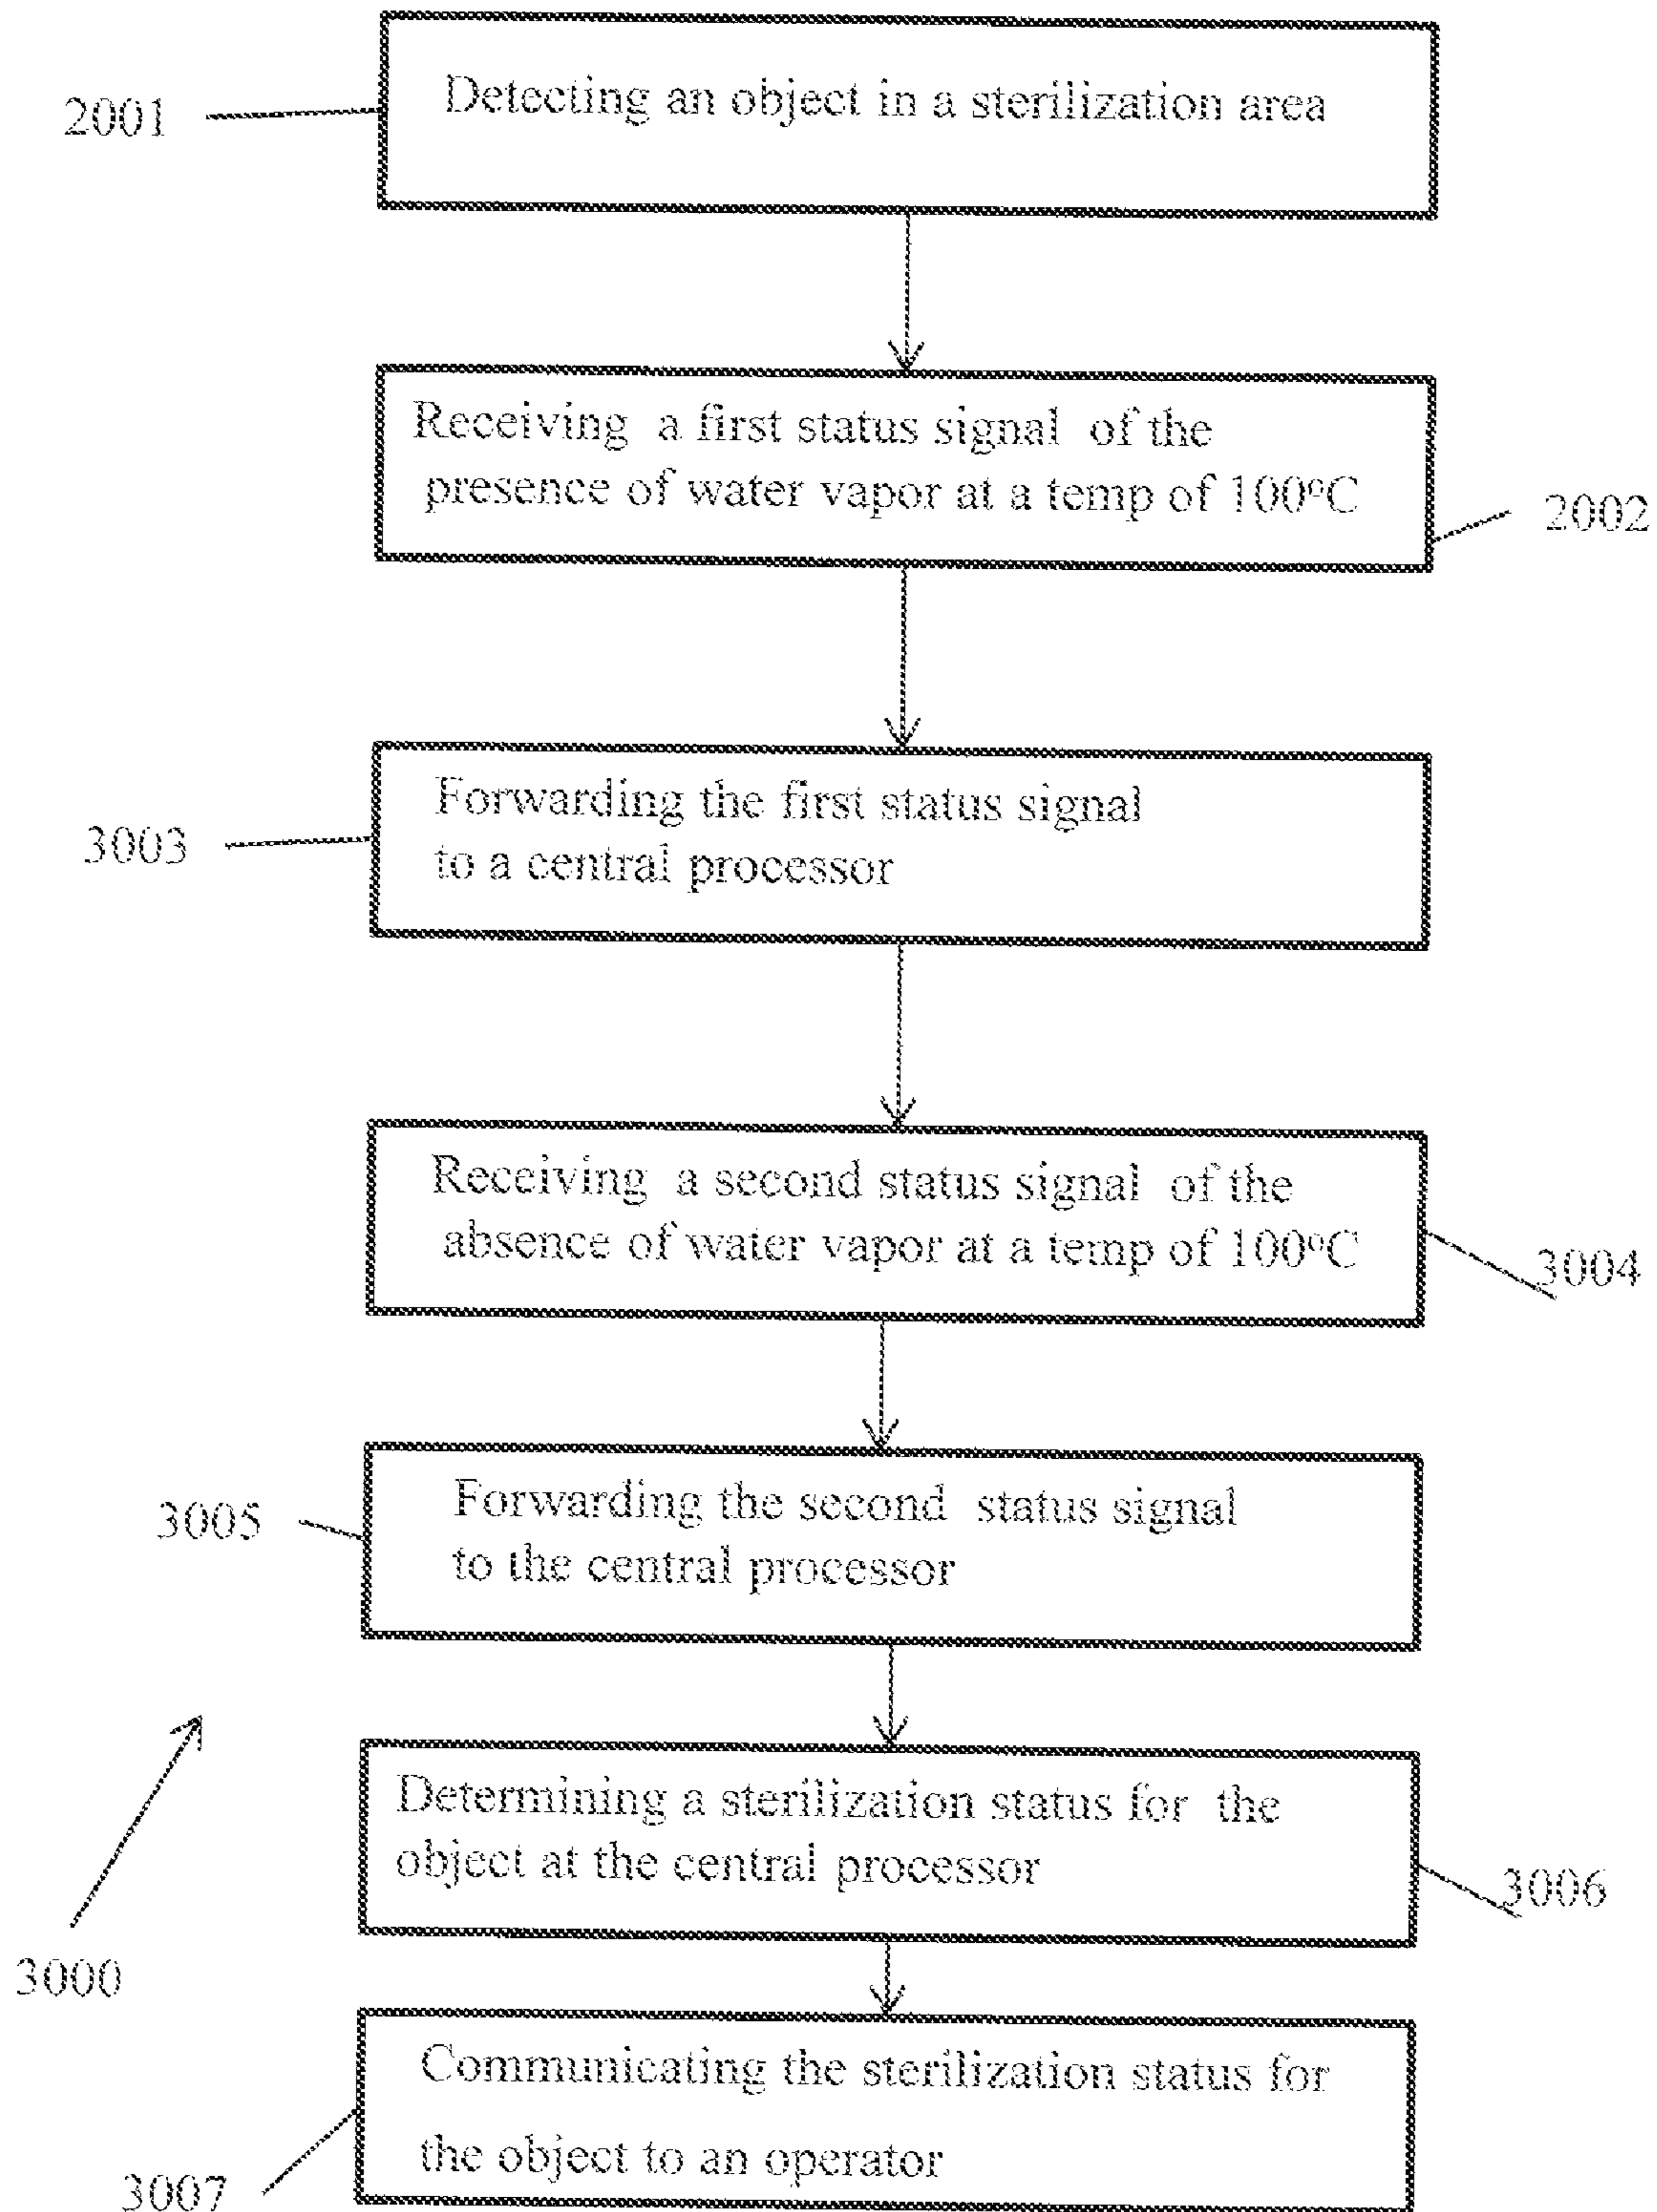 Detecting an object in a sterilization area
2001
Receiving a first status signal of the
presence of water vapor at a temp of 100ºC
2002
Forwarding the first status signal
to a central processor
3003
Receiving a second status signal of the
absence of water vapor at a temp of 100ºC
3004
Forwarding the second status signal
to the central processor
3005
Determining a sterilization status for the
object at the central processor
3006
3000
Communicating the sterilization status for
the object to an operator
3007